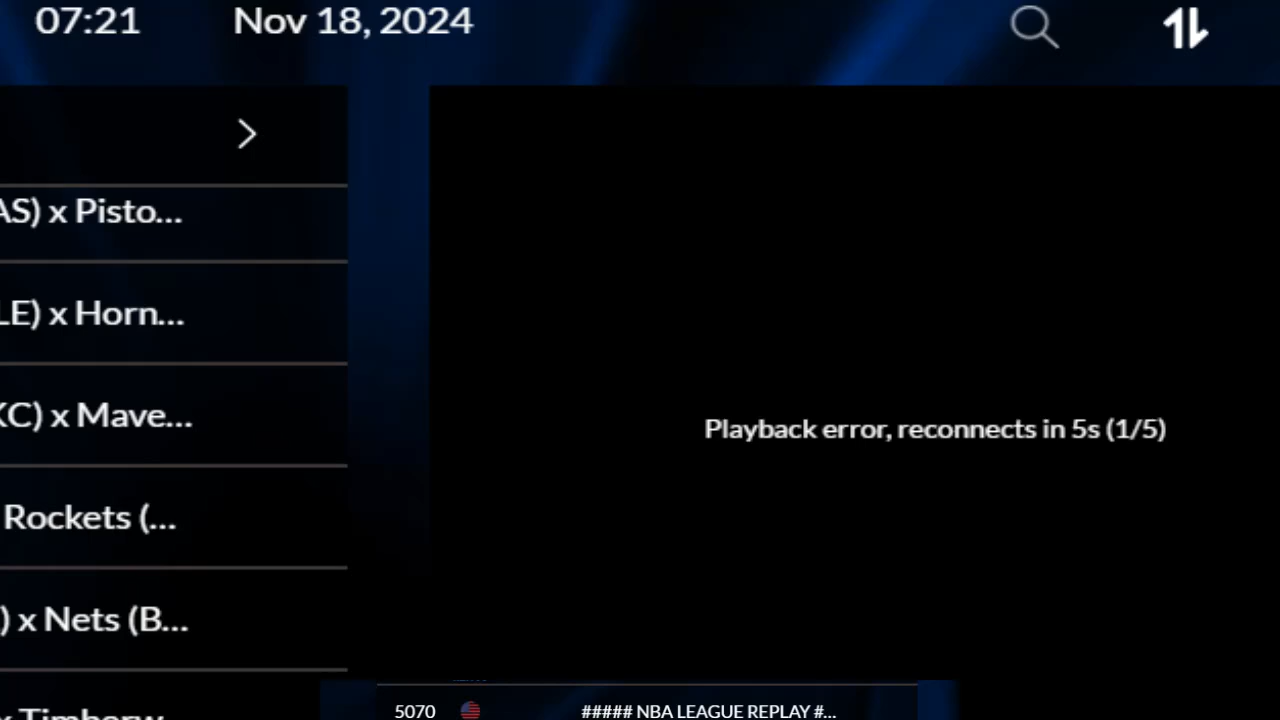 07:21 Nov 18, 2024
AS) x Pisto...
LE) x Horn...
KC) x Mave...
Playback error, reconnects in 5s (1/5)
Rockets (...
) x Nets (B...
x Timberw...
5070 ##### NBA LEAGUE REPLAY #...